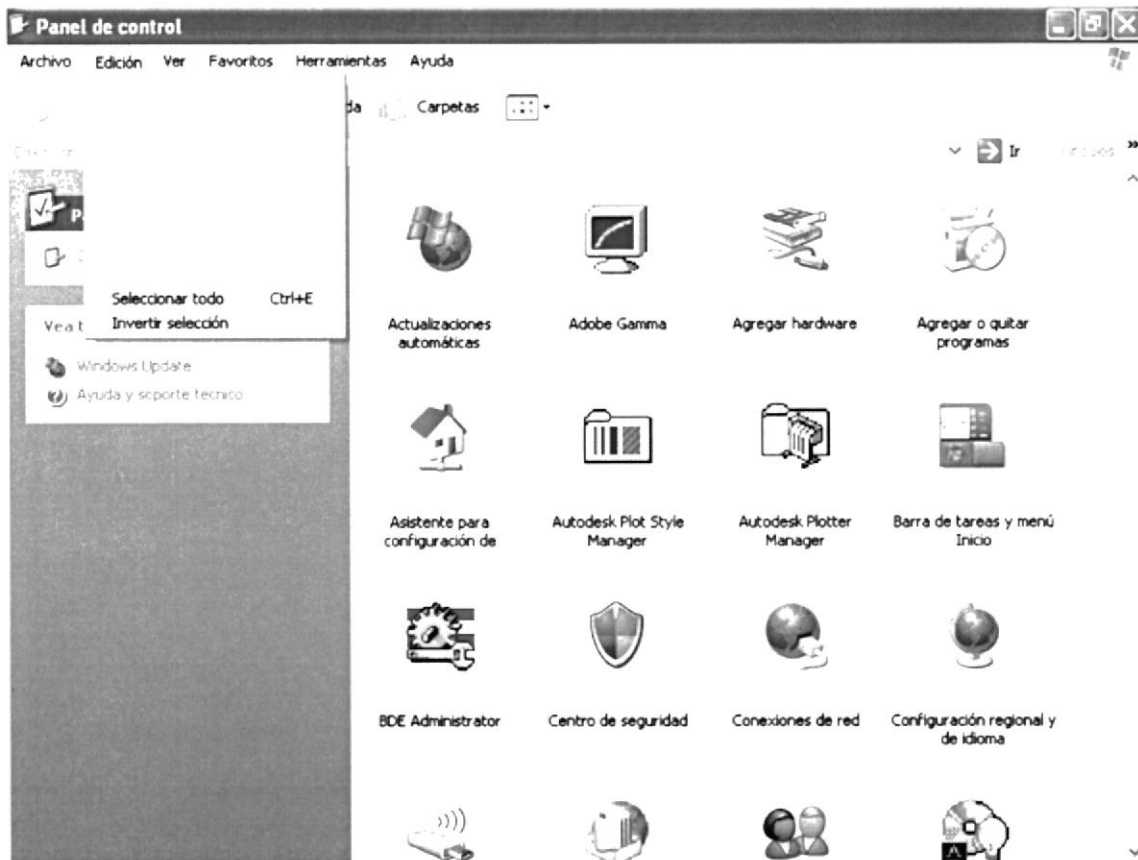 Panel de control
Archivo Edición Ver Favoritos Herramientas Ayuda
da Carpetas
Ir
Seleccionar todo Ctrl+E
Invertir selección
Vea t
Windows Update
Ayuda y soporte técnico
Actualizaciones
automáticas
Adobe Gamma
Agregar hardware
Agregar o quitar
programas
Asistente para
configuración de
Autodesk Plot Style
Manager
Autodesk Plotter
Manager
Barra de tareas y menú
Inicio
BDE Administrator
Centro de seguridad
Conexiones de red
Configuración regional y
de idioma